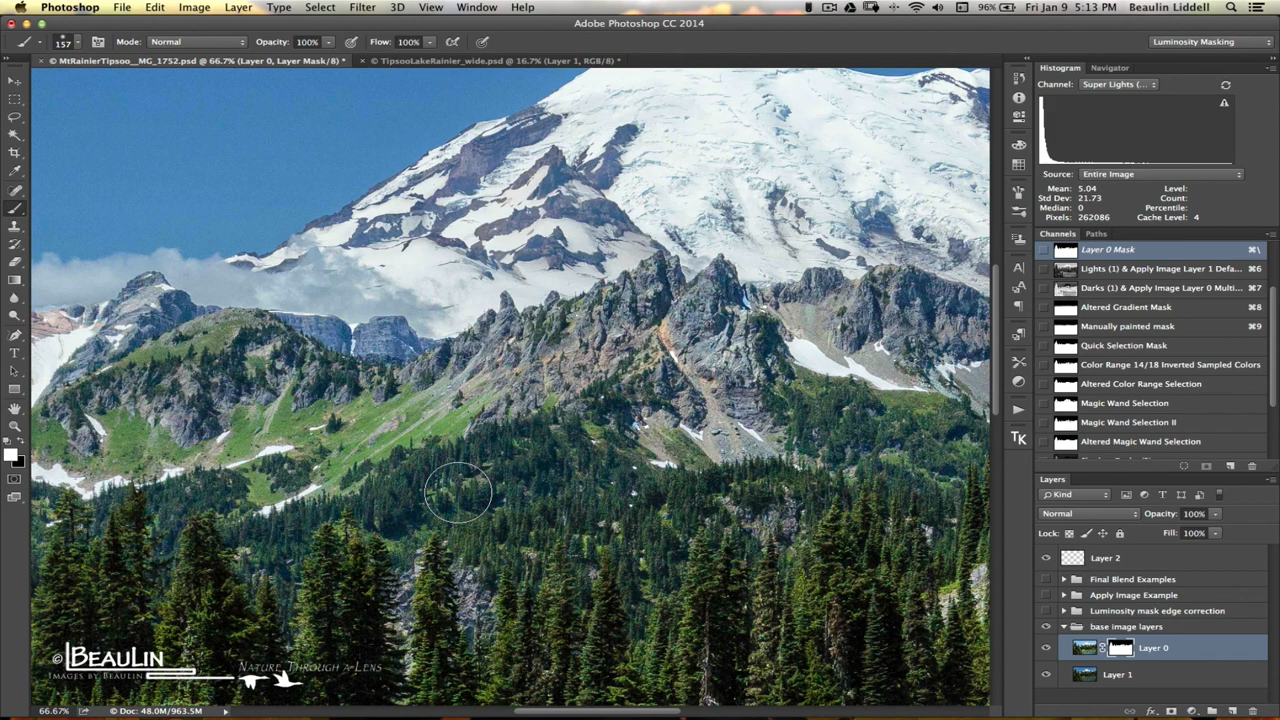 Photoshop File Edit Image Layer Type Select Filter 3D View Window Help 96% Fri Jan 9 5:13 PM Beaulin Liddell
Adobe Photoshop CC 2014
157 Mode: Normal Opacity: 100% Flow: 100% Luminosity Masking
MtRainierTipsoo__MG_1752.psd @ 66.7% (Layer 0, Layer Mask/8) * TipsooLakeRainier_wide.psd @ 16.7% (Layer 1, RGB/8) *
Histogram Navigator
Channel: Super Lights (...
Source: Entire Image
Mean: 5.04 Level:
Std Dev: 21.73 Count:
Median: 0 Percentile:
Pixels: 262086 Cache Level: 4
Channels Paths
Layer 0 Mask ⌘\
Lights (1) & Apply Image Layer 1 Defa... ⌘6
Darks (1) & Apply Image Layer 0 Multi... ⌘7
Altered Gradient Mask ⌘8
Manually painted mask ⌘9
Quick Selection Mask
Color Range 14/18 Inverted Sampled Colors
Altered Color Range Selection
Magic Wand Selection
Magic Wand Selection II
Altered Magic Wand Selection
Layers
Kind
Normal Opacity: 100%
Lock: Fill: 100%
Layer 2
Final Blend Examples
Apply Image Example
Luminosity mask edge correction
base image layers
Layer 0
Layer 1
© LBeauLin
Images by Beaulin
Nature Through a Lens
66.67% Doc: 48.0M/963.5M